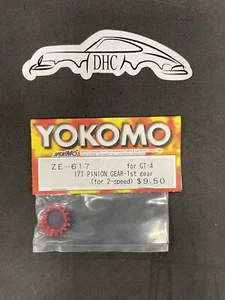 DHC
YOKOMO
ZE-617
for GT-4
17T PINION GEAR-1st gear
(for 2-speed) $9.50